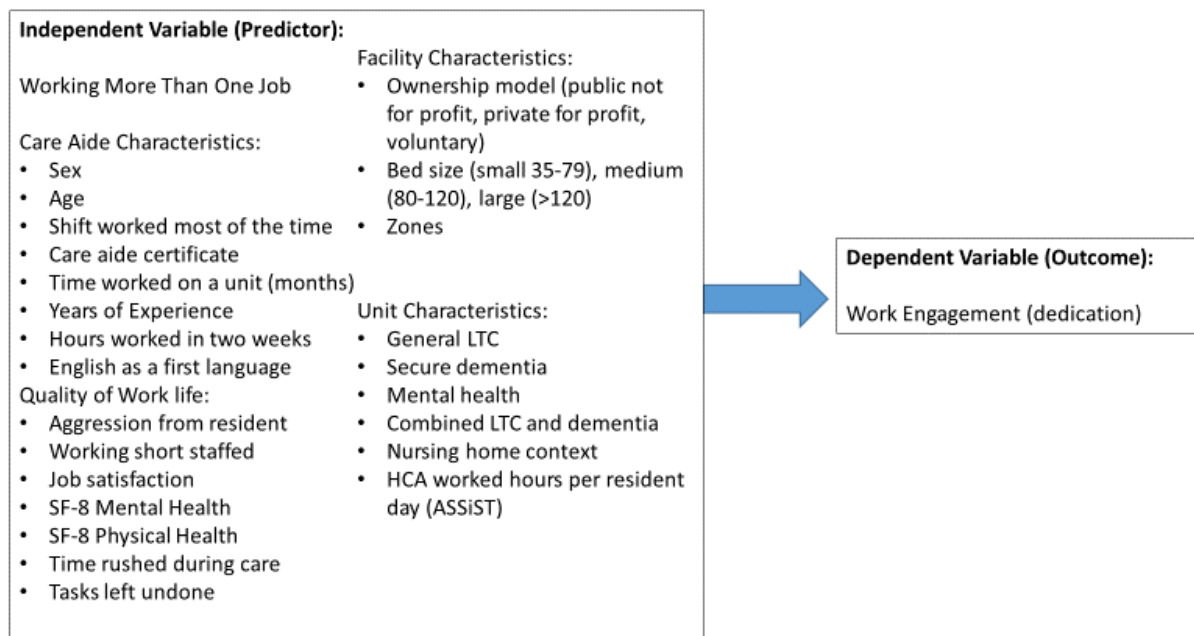 Independent Variable (Predictor):
Working More Than One Job
Care Aide Characteristics:
• Sex
• Age
• Shift worked most of the time
• Care aide certificate
• Time worked on a unit (months)
• Years of Experience
• Hours worked in two weeks
• English as a first language
Quality of Work life:
• Aggression from resident
• Working short staffed
• Job satisfaction
• SF-8 Mental Health
• SF-8 Physical Health
• Time rushed during care
• Tasks left undone
Facility Characteristics:
• Ownership model (public not
for profit, private for profit,
voluntary)
• Bed size (small 35-79), medium
(80-120), large (>120)
• Zones
Unit Characteristics:
• General LTC
• Secure dementia
• Mental health
• Combined LTC and dementia
• Nursing home context
• HCA worked hours per resident
day (ASSiST)
Dependent Variable (Outcome):
Work Engagement (dedication)